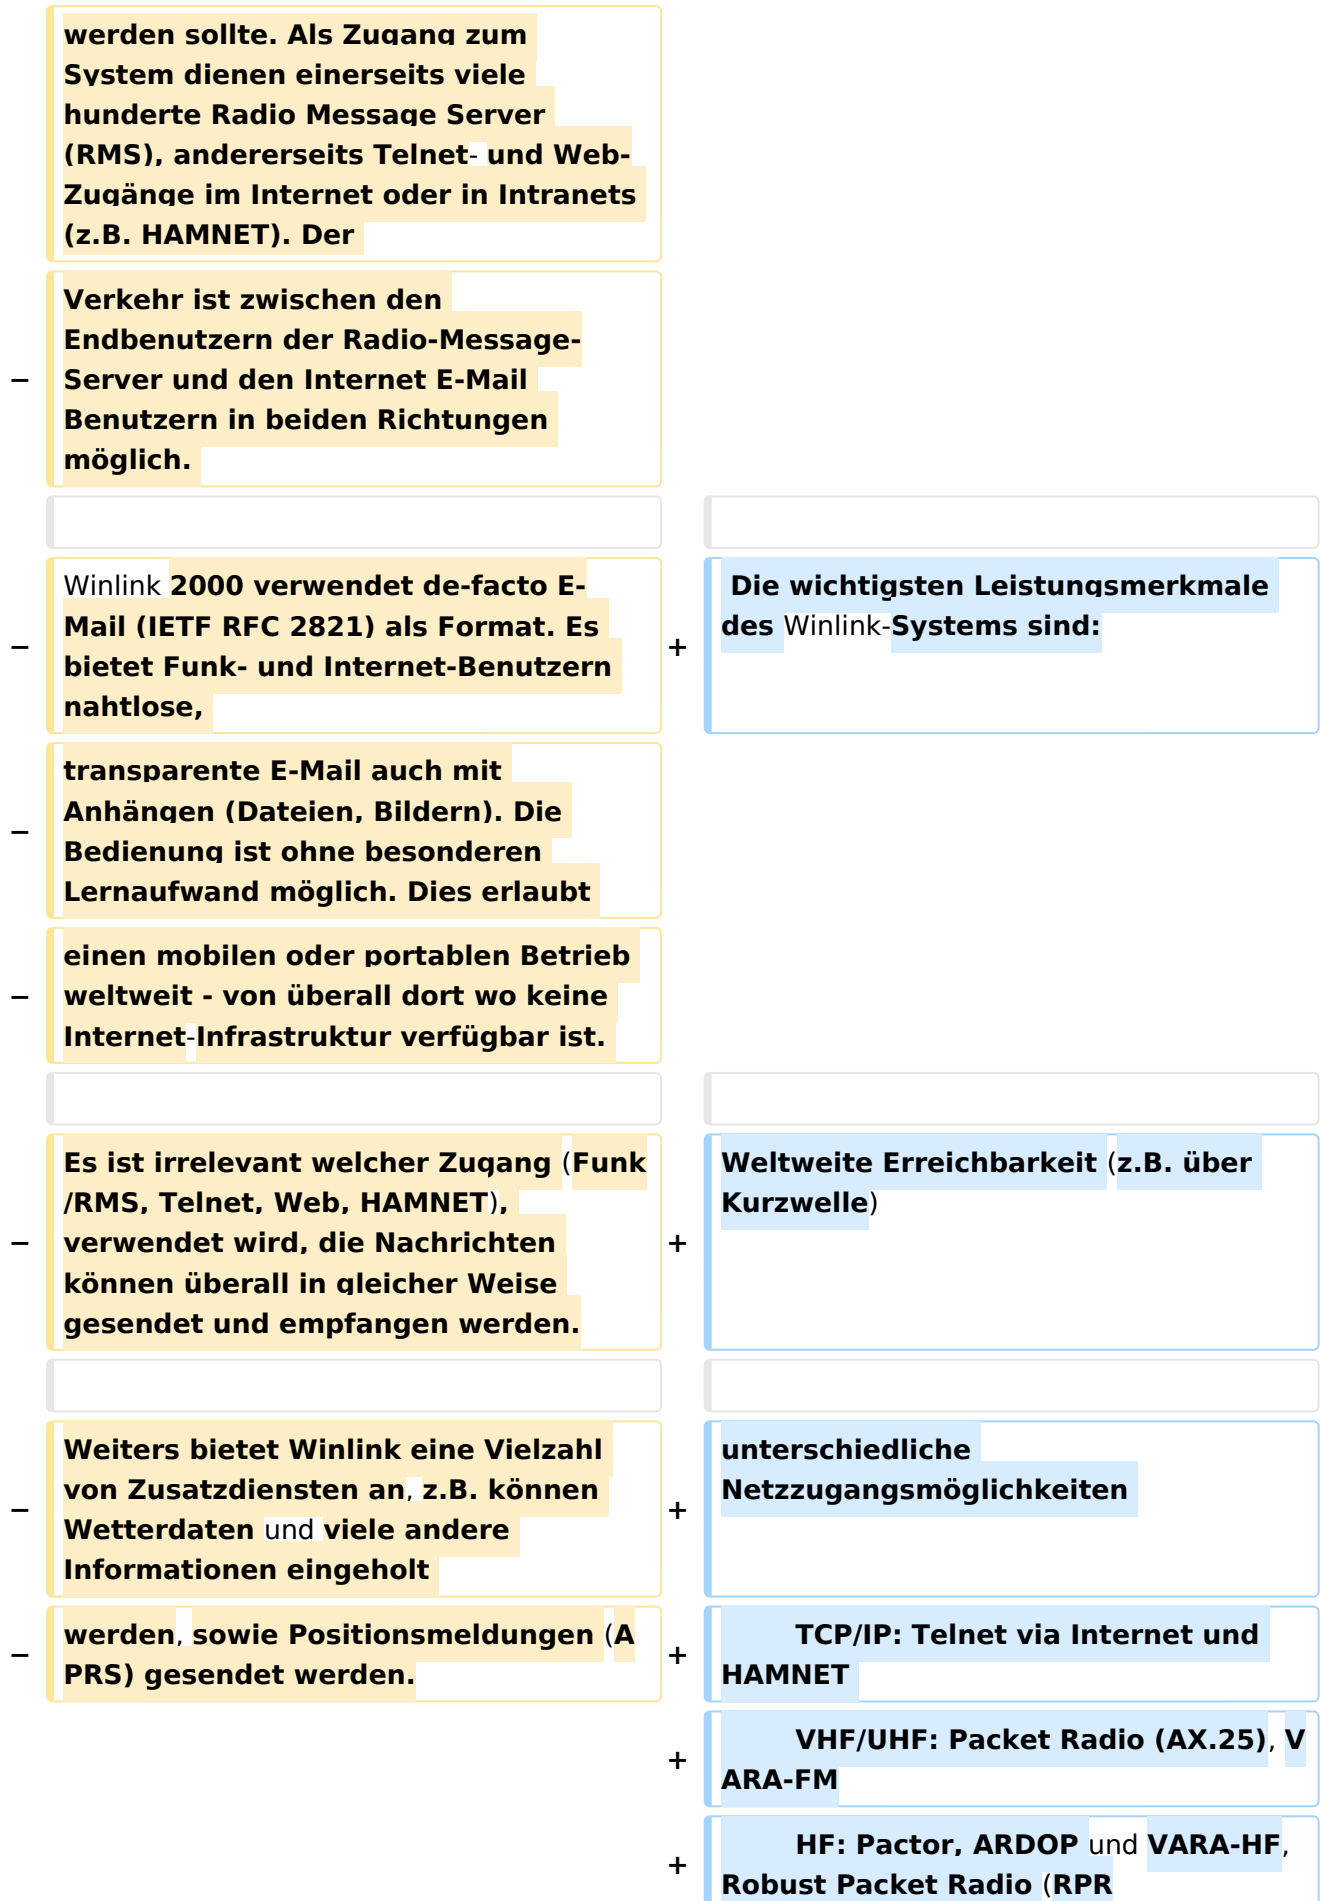 werden sollte. Als Zugang zum
System dienen einerseits viele
hunderte Radio Message Server
(RMS), andererseits Telnet- und Web-
Zugänge im Internet oder in Intranets
(z.B. HAMNET). Der
Verkehr ist zwischen den
Endbenutzern der Radio-Message-
− Server und den Internet E-Mail
Benutzern in beiden Richtungen
möglich.
Winlink 2000 verwendet de-facto E-
Mail (IETF RFC 2821) als Format. Es
− bietet Funk- und Internet-Benutzern
nahtlose,
+ Die wichtigsten Leistungsmerkmale
des Winlink-Systems sind:
transparente E-Mail auch mit
− Anhängen (Dateien, Bildern). Die
Bedienung ist ohne besonderen
Lernaufwand möglich. Dies erlaubt
einen mobilen oder portablen Betrieb
− weltweit - von überall dort wo keine
Internet-Infrastruktur verfügbar ist.
Es ist irrelevant welcher Zugang (Funk
/RMS, Telnet, Web, HAMNET),
− verwendet wird, die Nachrichten
können überall in gleicher Weise
gesendet und empfangen werden.
+ Weltweite Erreichbarkeit (z.B. über
Kurzwelle)
Weiters bietet Winlink eine Vielzahl
− von Zusatzdiensten an, z.B. können
Wetterdaten und viele andere
Informationen eingeholt
+ unterschiedliche
Netzzugangsmöglichkeiten
− werden, sowie Positionsmeldungen (A
PRS) gesendet werden.
+ TCP/IP: Telnet via Internet und
HAMNET
+ VHF/UHF: Packet Radio (AX.25), V
ARA-FM
+ HF: Pactor, ARDOP und VARA-HF,
Robust Packet Radio (RPR